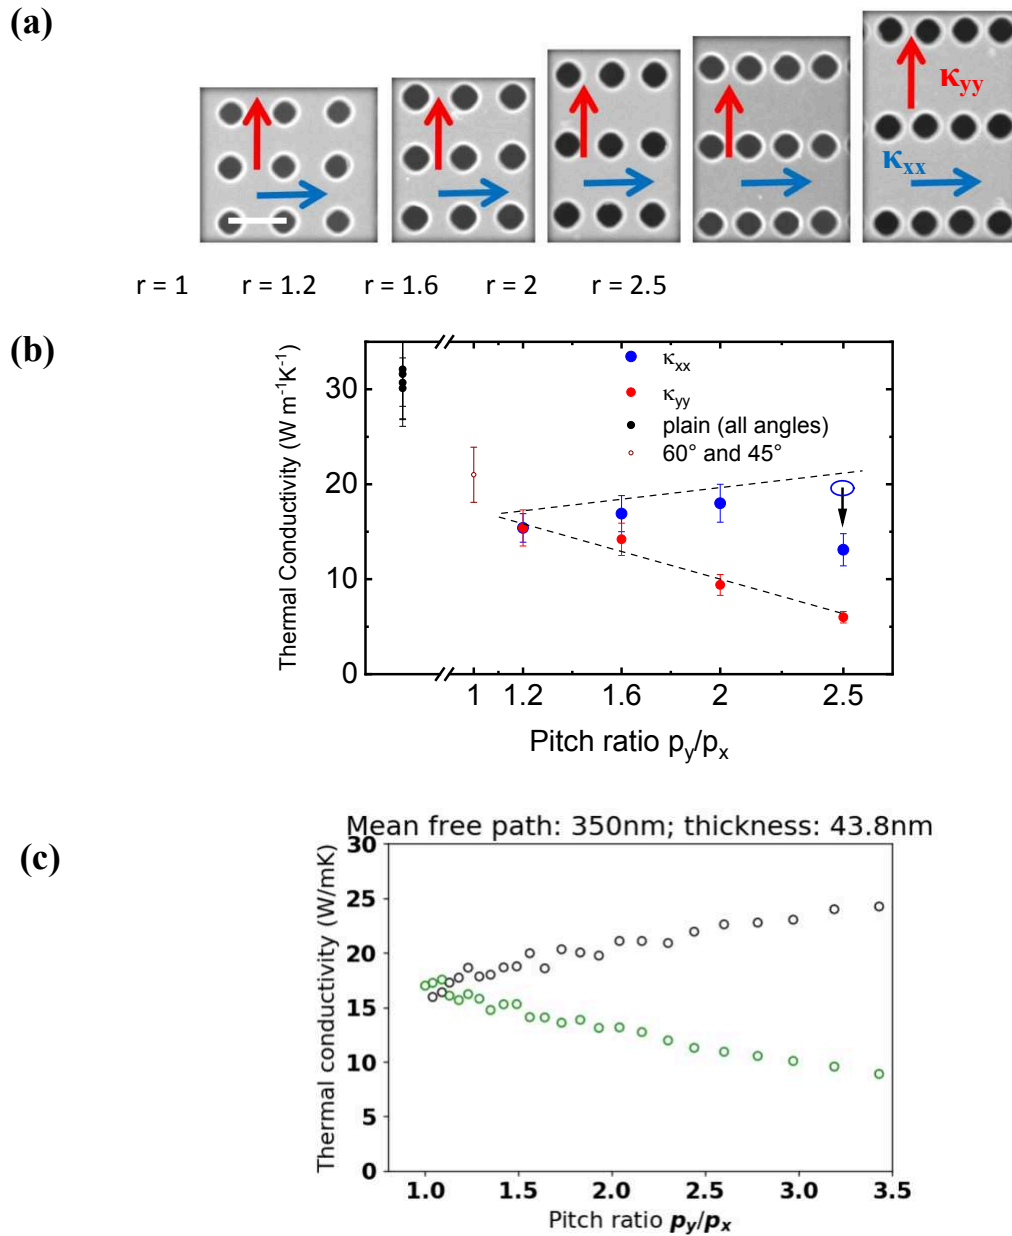 (a)
κyy
κxx
r = 1 r = 1.2 r = 1.6 r = 2 r = 2.5
(b)
Thermal Conductivity (W m⁻¹K⁻¹)
30
20
10
0
κxx
κyy
plain (all angles)
60° and 45°
1 1.2 1.6 2 2.5
Pitch ratio py/px
(c)
Mean free path: 350nm; thickness: 43.8nm
Thermal conductivity (W/mK)
30
25
20
15
10
5
0
1.0 1.5 2.0 2.5 3.0 3.5
Pitch ratio py/px